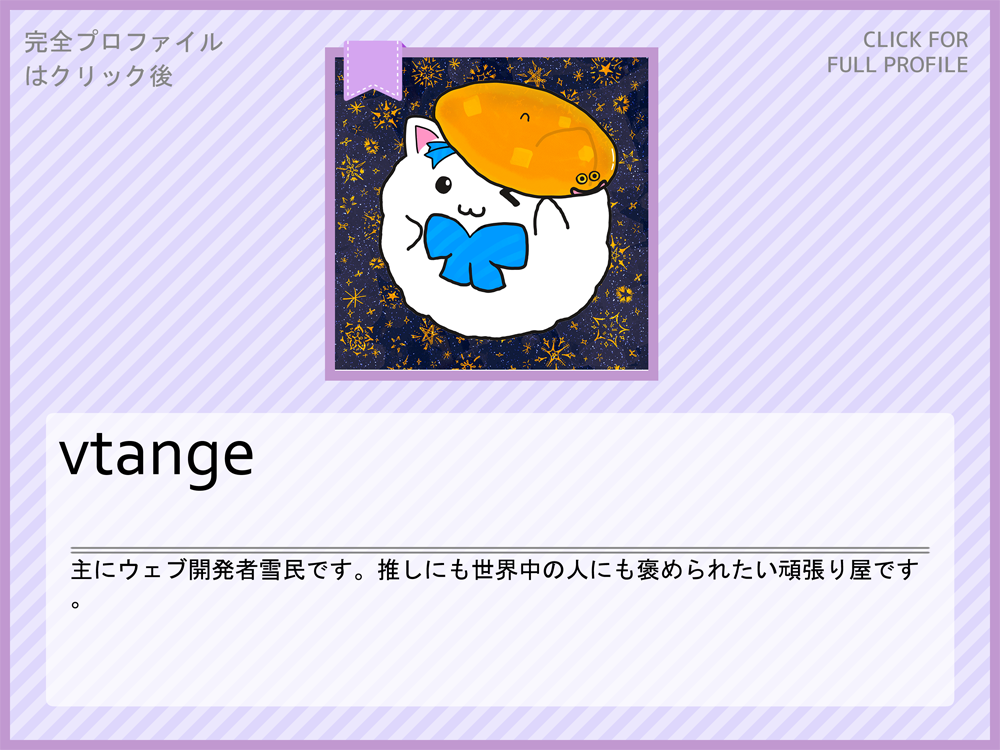 完全プロファイル
はクリック後
CLICK FOR
FULL PROFILE
vtange
主にウェブ開発者雪民です。推しにも世界中の人にも褒められたい頑張り屋です
。